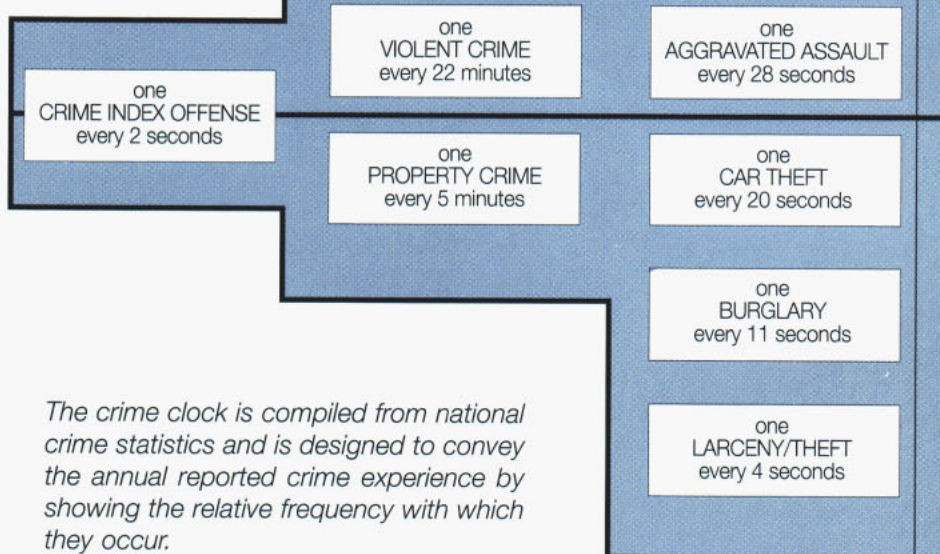 one
VIOLENT CRIME
every 22 minutes
one
AGGRAVATED ASSAULT
every 28 seconds
one
CRIME INDEX OFFENSE
every 2 seconds
one
PROPERTY CRIME
every 5 minutes
one
CAR THEFT
every 20 seconds
one
BURGLARY
every 11 seconds
one
LARCENY/THEFT
every 4 seconds
The crime clock is compiled from national
crime statistics and is designed to convey
the annual reported crime experience by
showing the relative frequency with which
they occur.